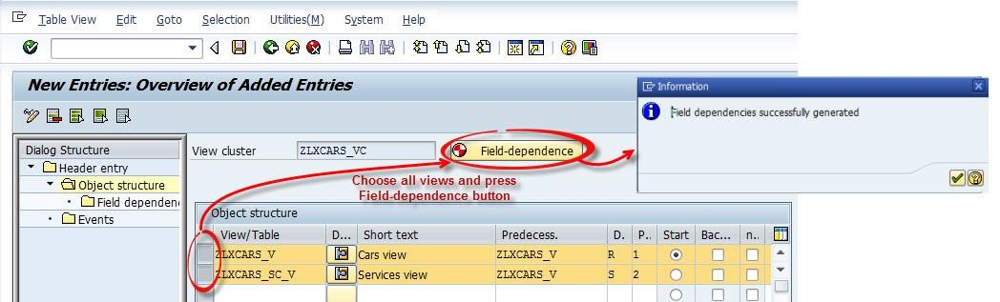 Table View Edit Goto Selection Utilities(M) System Help
New Entries: Overview of Added Entries
Information
Field dependencies successfully generated
Dialog Structure
Header entry
Object structure
Field dependen
Events
View cluster ZLXCARS_VC Field-dependence
Choose all views and press
Field-dependence button
Object structure
View/Table D... Short text Predecess. D. P.. Start Bac... n..
ZLXCARS_V Cars view ZLXCARS_V R 1
ZLXCARS_SC_V Services view ZLXCARS_V S 2